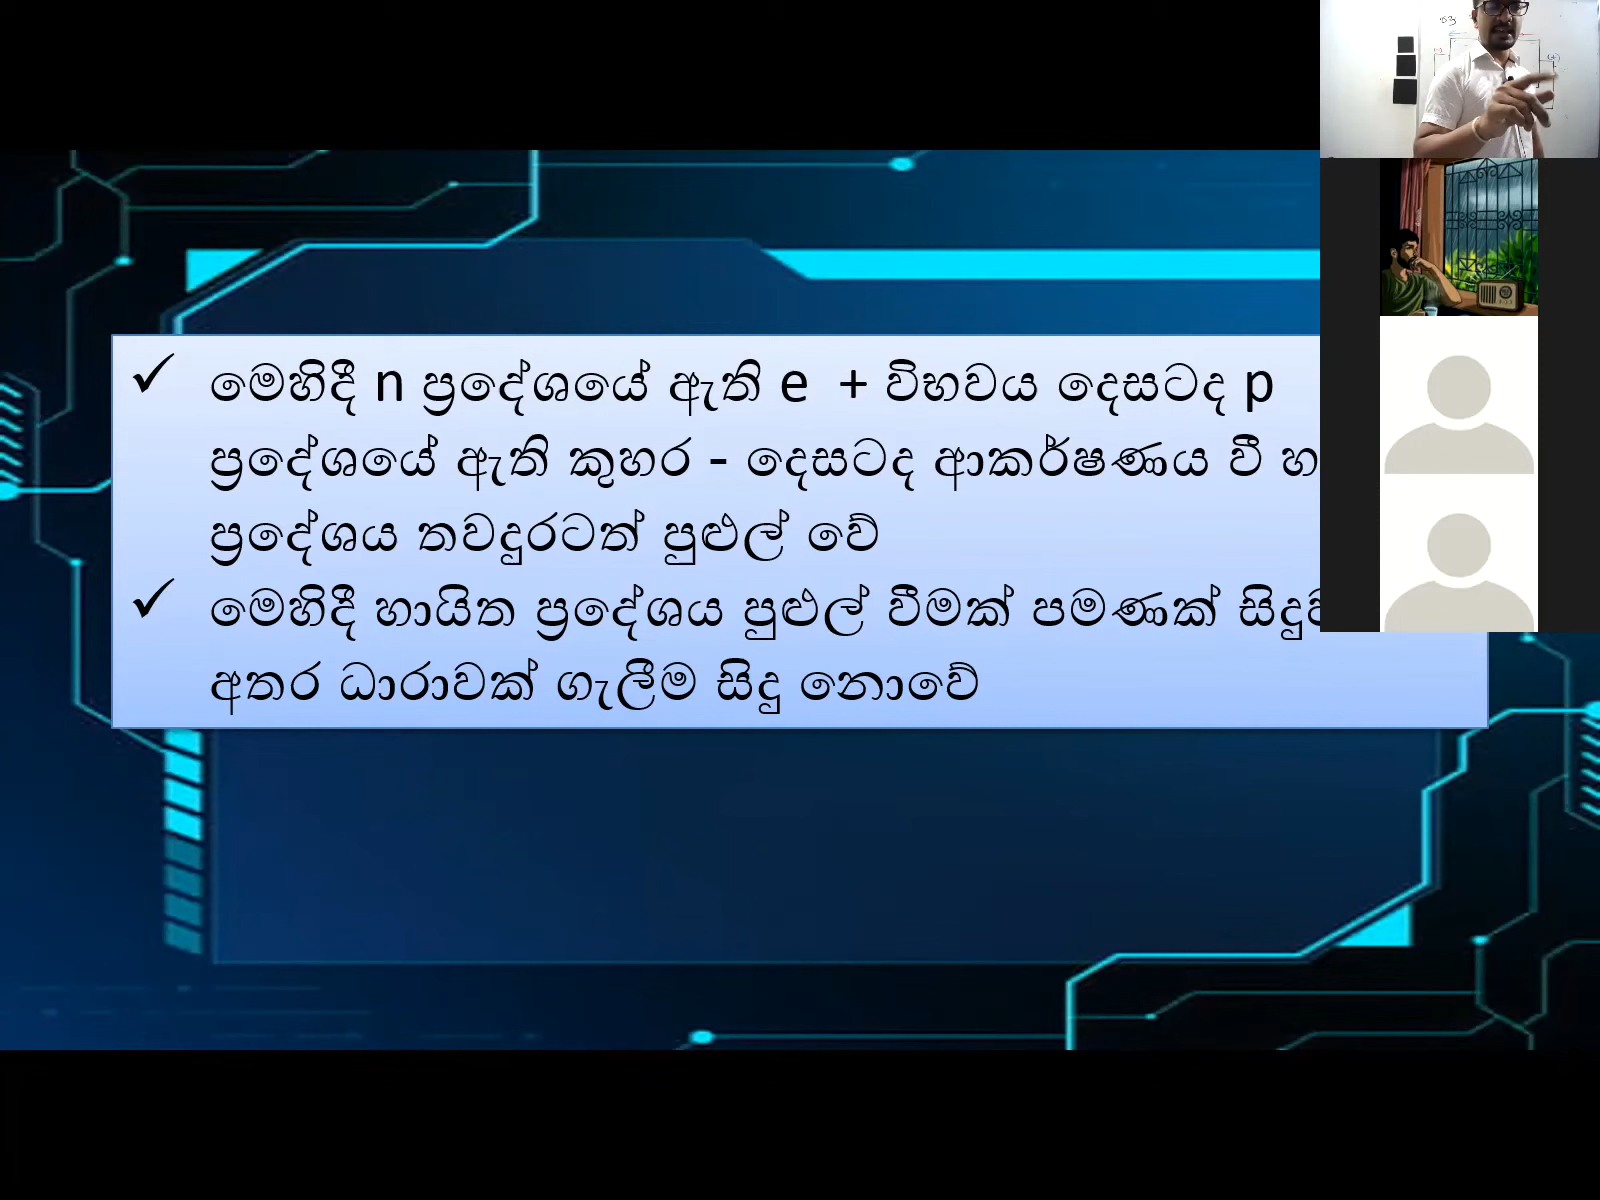 ✓ මෙහිදී n ප්‍රදේශයේ ඇති e + විභවය දෙසටද p
ප්‍රදේශයේ ඇති කුහර - දෙසටද ආකර්ෂණය වී
ප්‍රදේශය තවදුරටත් පුළුල් වේ
✓ මෙහිදී හායිත ප්‍රදේශය පුළුල් වීමක් පමණක්
අතර ධාරාවක් ගැලීම සිදු නොවේ